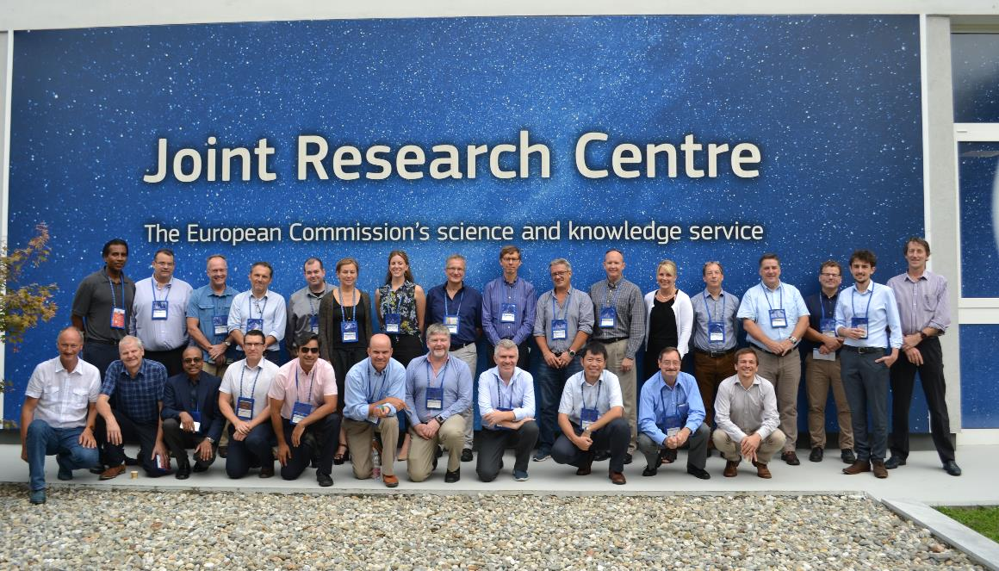 Joint Research Centre
The European Commission's science and knowledge service